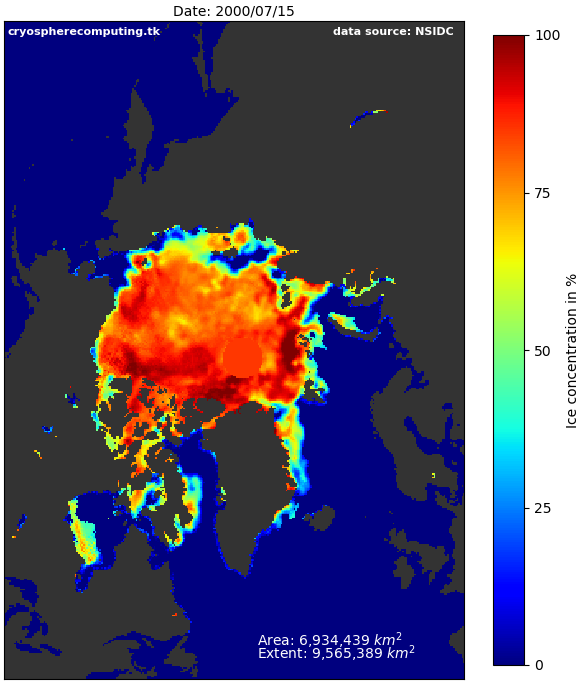 Date: 2000/07/15
cryospherecomputing.tk data source: NSIDC
100
75
50
25
0
Ice concentration in %
Area: 6,934,439 km²
Extent: 9,565,389 km²